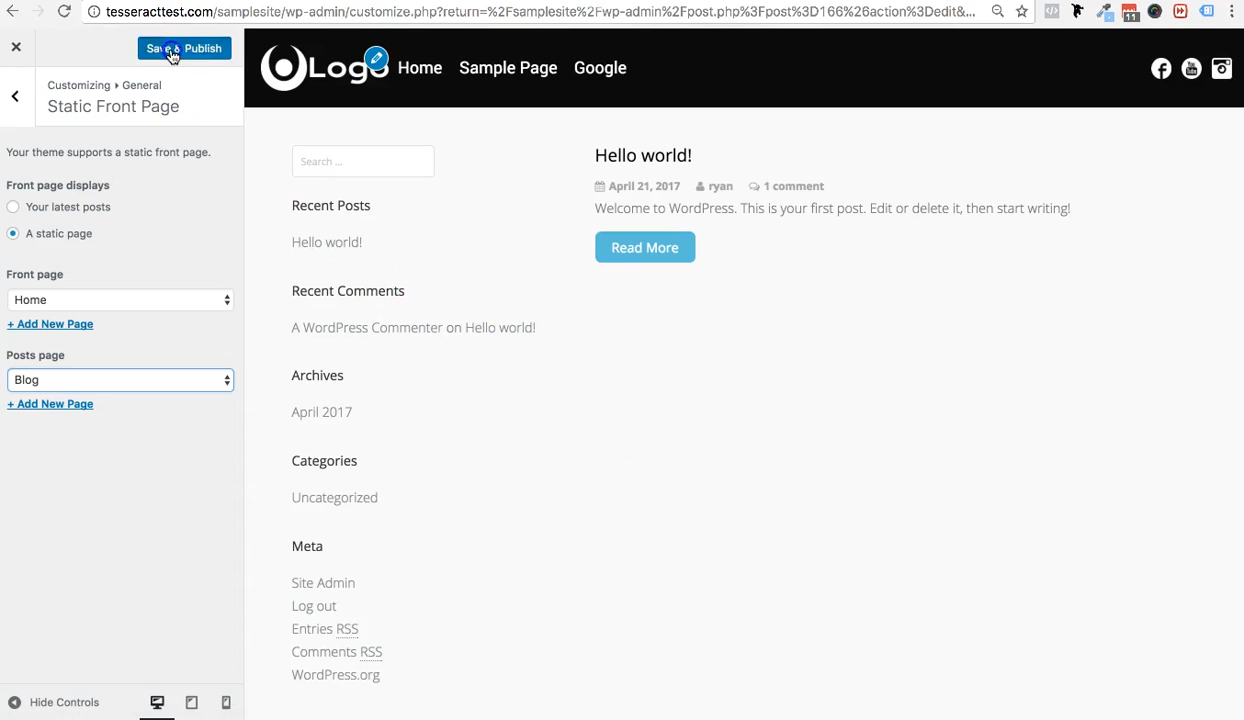 tesseracttest.com/samplesite/wp-admin/customize.php?return=%2Fsamplesite%2Fwp-admin%2Fpost.php%3Fpost%3D166%26action%3Dedit&...
11
Save & Publish
Customizing ▸ General
Static Front Page
Your theme supports a static front page.
Front page displays
Your latest posts
A static page
Front page
Home
+ Add New Page
Posts page
Blog
+ Add New Page
Hide Controls
Logo
Home
Sample Page
Google
You Tube
Search ...
Recent Posts
Hello world!
Recent Comments
A WordPress Commenter on Hello world!
Archives
April 2017
Categories
Uncategorized
Meta
Site Admin
Log out
Entries RSS
Comments RSS
WordPress.org
Hello world!
April 21, 2017 ryan 1 comment
Welcome to WordPress. This is your first post. Edit or delete it, then start writing!
Read More